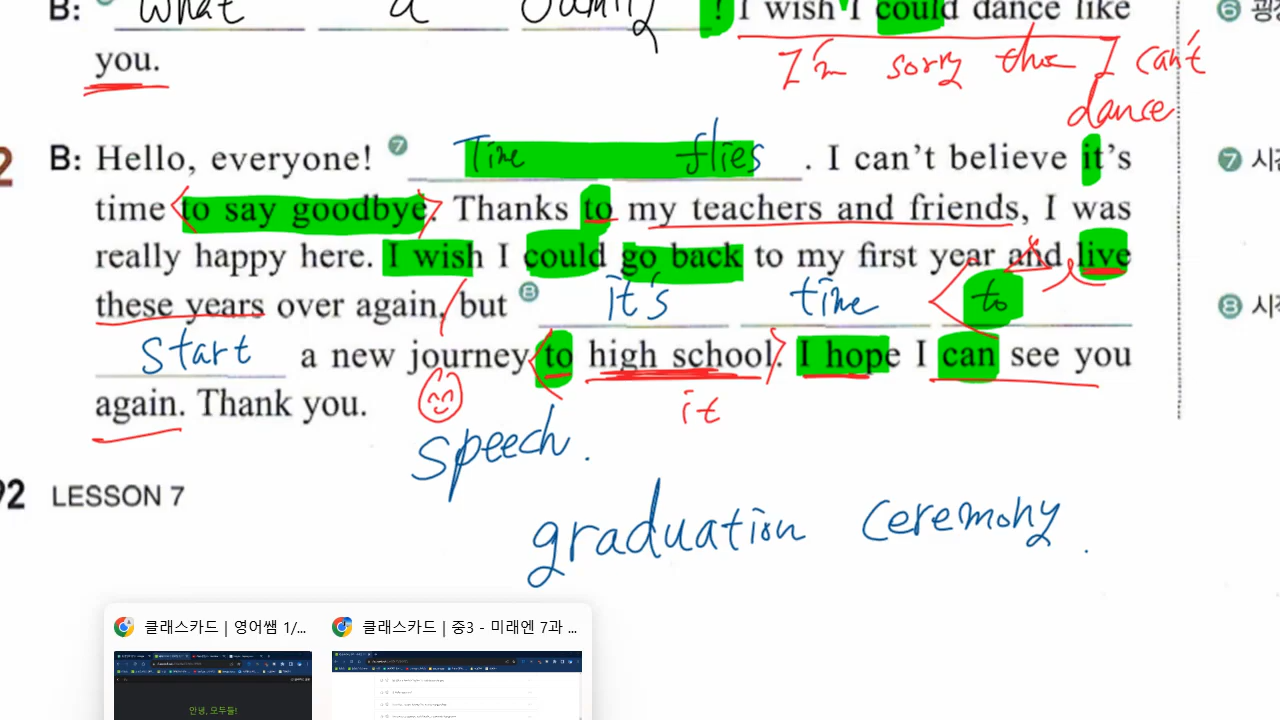 B: What a family! I wish I could dance like
you. I'm sorry that I can't
dance
2 B: Hello, everyone! ⑦ Time flies. I can't believe it's
time to say goodbye. Thanks to my teachers and friends, I was
really happy here. I wish I could go back to my first year and live
these years over again, but ⑧ it's time to
start a new journey to high school. I hope I can see you
again. Thank you. it
speech.
92 LESSON 7
graduation ceremony.
⑥ 굉장
⑦ 시간
⑧ 시작
클래스카드 | 영어쌤 1/...
클래스카드 | 중3 - 미래엔 7과 ...
안녕, 모두들!